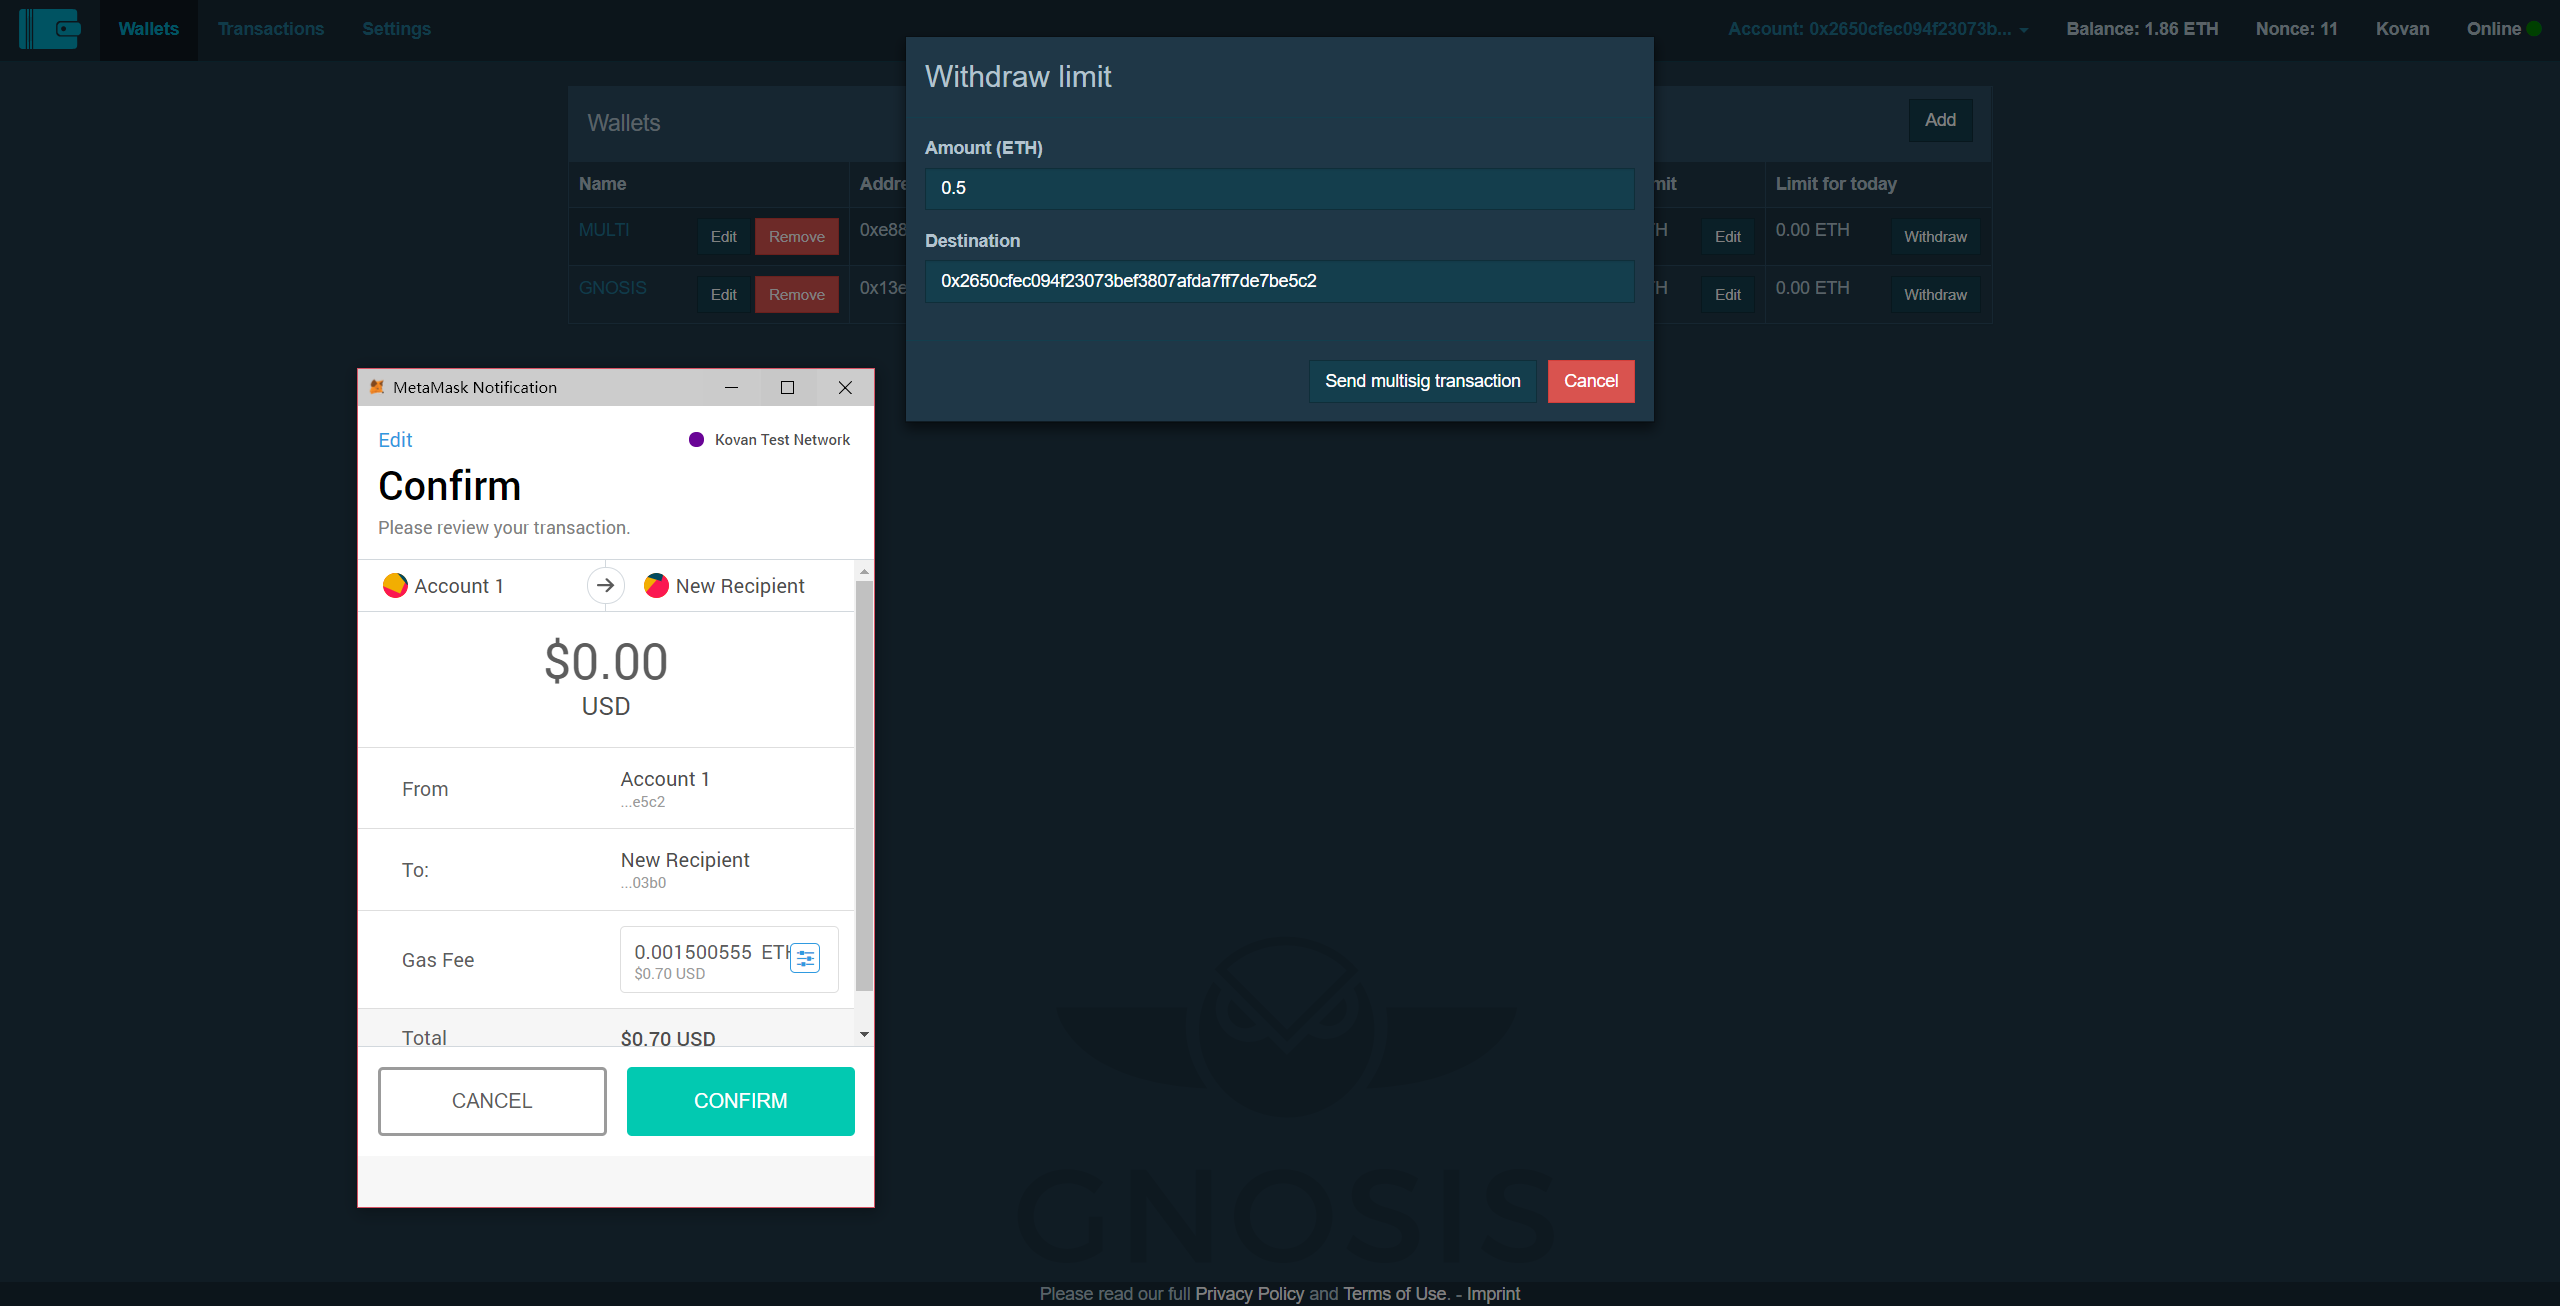 Wallets Transactions Settings Account: 0x2650cfec094f23073b... Balance: 1.86 ETH Nonce: 11 Kovan Online
Withdraw limit
Wallets Add
Amount (ETH)
0.5
Name Addre mit Limit for today
MULTI Edit Remove 0xe88 TH Edit 0.00 ETH Withdraw
Destination
GNOSIS Edit Remove 0x13e TH Edit 0.00 ETH Withdraw
0x2650cfec094f23073bef3807afda7ff7de7be5c2
Send multisig transaction Cancel
MetaMask Notification
Edit Kovan Test Network
Confirm
Please review your transaction.
Account 1 New Recipient
$0.00
USD
From Account 1
...e5c2
To: New Recipient
...03b0
Gas Fee 0.001500555 ETH
$0.70 USD
Total $0.70 USD
CANCEL CONFIRM
GNOSIS
Please read our full Privacy Policy and Terms of Use. - Imprint